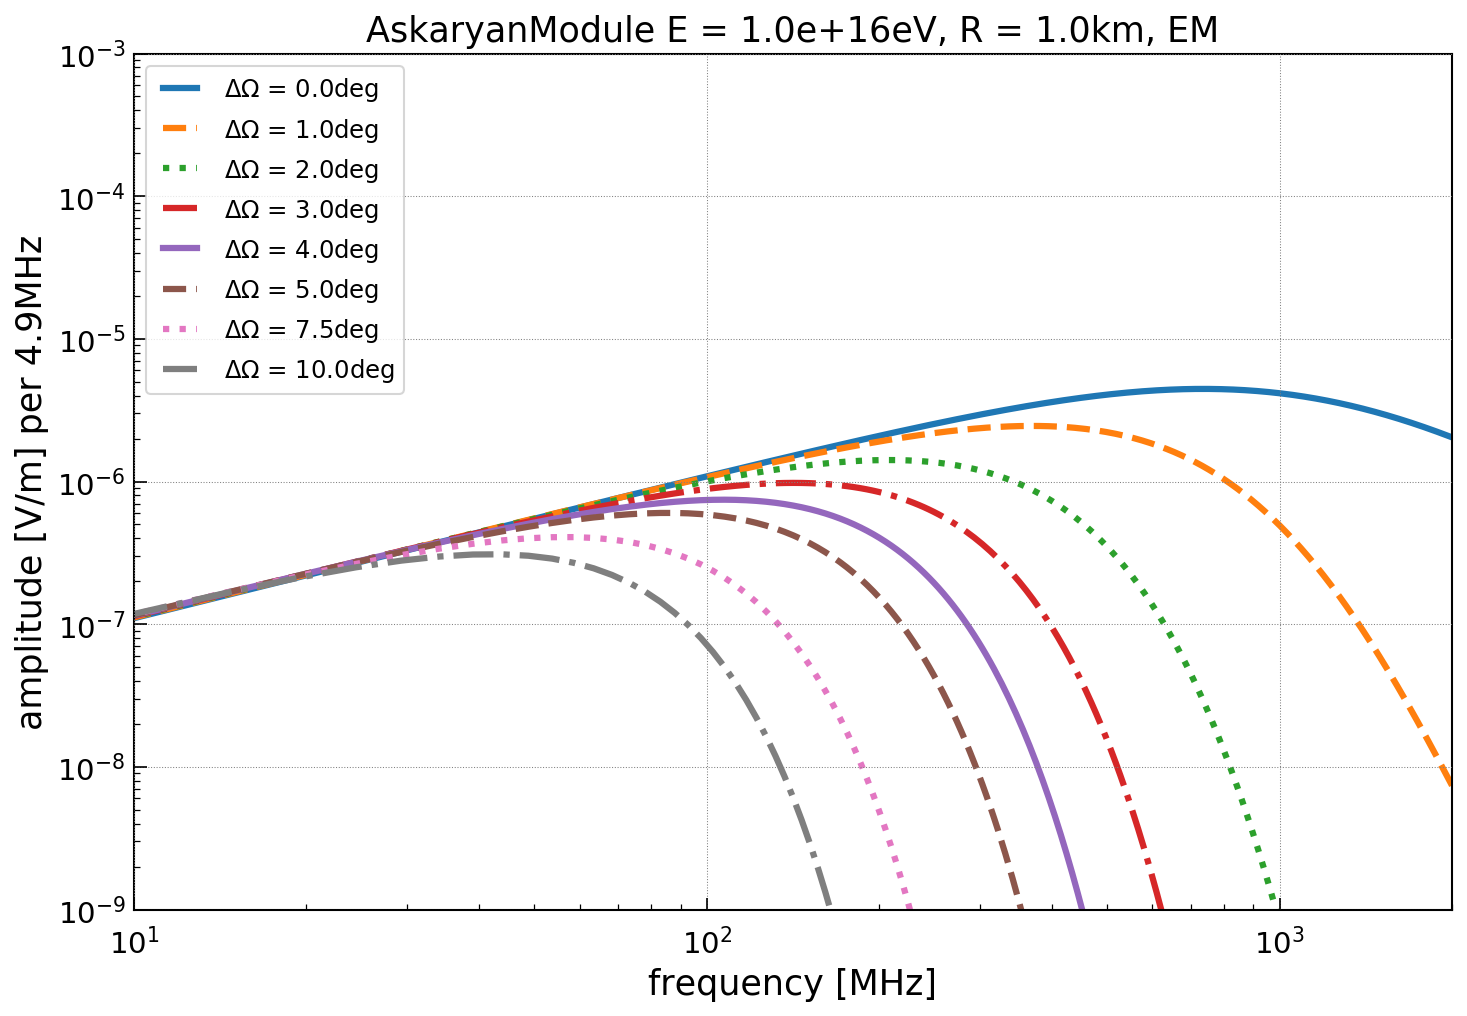 AskaryanModule E = 1.0e+16eV, R = 1.0km, EM
amplitude [V/m] per 4.9MHz
10⁻³
10⁻⁴
10⁻⁵
10⁻⁶
10⁻⁷
10⁻⁸
10⁻⁹
ΔΩ = 0.0deg
ΔΩ = 1.0deg
ΔΩ = 2.0deg
ΔΩ = 3.0deg
ΔΩ = 4.0deg
ΔΩ = 5.0deg
ΔΩ = 7.5deg
ΔΩ = 10.0deg
10¹ 10² 10³
frequency [MHz]